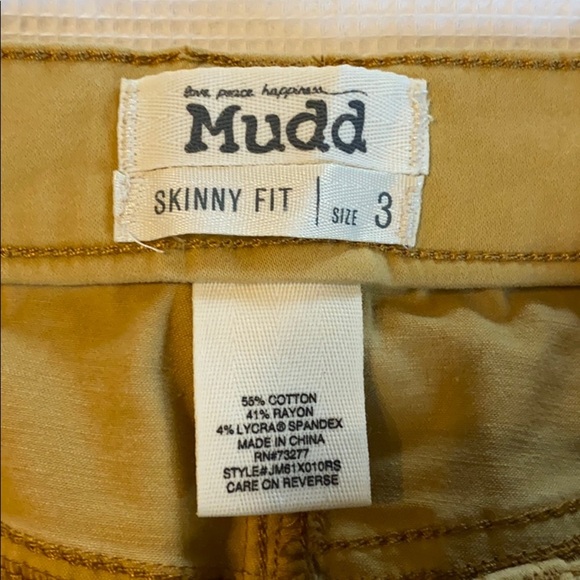 love peace happiness
Mudd
SKINNY FIT | SIZE 3
55% COTTON
41% RAYON
4% LYCRA® SPANDEX
MADE IN CHINA
RN#73277
STYLE#JM61X010RS
CARE ON REVERSE